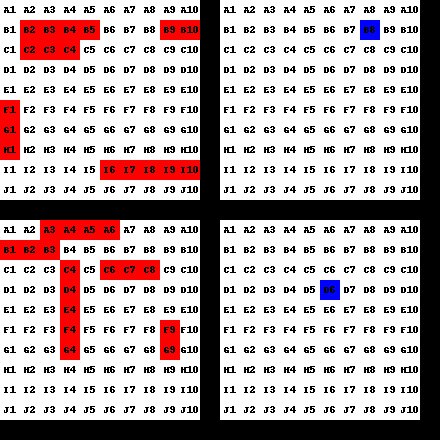 A1 A2 A3 A4 A5 A6 A7 A8 A9 A10 A1 A2 A3 A4 A5 A6 A7 A8 A9 A10
B1 B2 B3 B4 B5 B6 B7 B8 B9 B10 B1 B2 B3 B4 B5 B6 B7 B8 B9 B10
C1 C2 C3 C4 C5 C6 C7 C8 C9 C10 C1 C2 C3 C4 C5 C6 C7 C8 C9 C10
D1 D2 D3 D4 D5 D6 D7 D8 D9 D10 D1 D2 D3 D4 D5 D6 D7 D8 D9 D10
E1 E2 E3 E4 E5 E6 E7 E8 E9 E10 E1 E2 E3 E4 E5 E6 E7 E8 E9 E10
F1 F2 F3 F4 F5 F6 F7 F8 F9 F10 F1 F2 F3 F4 F5 F6 F7 F8 F9 F10
G1 G2 G3 G4 G5 G6 G7 G8 G9 G10 G1 G2 G3 G4 G5 G6 G7 G8 G9 G10
H1 H2 H3 H4 H5 H6 H7 H8 H9 H10 H1 H2 H3 H4 H5 H6 H7 H8 H9 H10
I1 I2 I3 I4 I5 I6 I7 I8 I9 I10 I1 I2 I3 I4 I5 I6 I7 I8 I9 I10
J1 J2 J3 J4 J5 J6 J7 J8 J9 J10 J1 J2 J3 J4 J5 J6 J7 J8 J9 J10
A1 A2 A3 A4 A5 A6 A7 A8 A9 A10 A1 A2 A3 A4 A5 A6 A7 A8 A9 A10
B1 B2 B3 B4 B5 B6 B7 B8 B9 B10 B1 B2 B3 B4 B5 B6 B7 B8 B9 B10
C1 C2 C3 C4 C5 C6 C7 C8 C9 C10 C1 C2 C3 C4 C5 C6 C7 C8 C9 C10
D1 D2 D3 D4 D5 D6 D7 D8 D9 D10 D1 D2 D3 D4 D5 D6 D7 D8 D9 D10
E1 E2 E3 E4 E5 E6 E7 E8 E9 E10 E1 E2 E3 E4 E5 E6 E7 E8 E9 E10
F1 F2 F3 F4 F5 F6 F7 F8 F9 F10 F1 F2 F3 F4 F5 F6 F7 F8 F9 F10
G1 G2 G3 G4 G5 G6 G7 G8 G9 G10 G1 G2 G3 G4 G5 G6 G7 G8 G9 G10
H1 H2 H3 H4 H5 H6 H7 H8 H9 H10 H1 H2 H3 H4 H5 H6 H7 H8 H9 H10
I1 I2 I3 I4 I5 I6 I7 I8 I9 I10 I1 I2 I3 I4 I5 I6 I7 I8 I9 I10
J1 J2 J3 J4 J5 J6 J7 J8 J9 J10 J1 J2 J3 J4 J5 J6 J7 J8 J9 J10